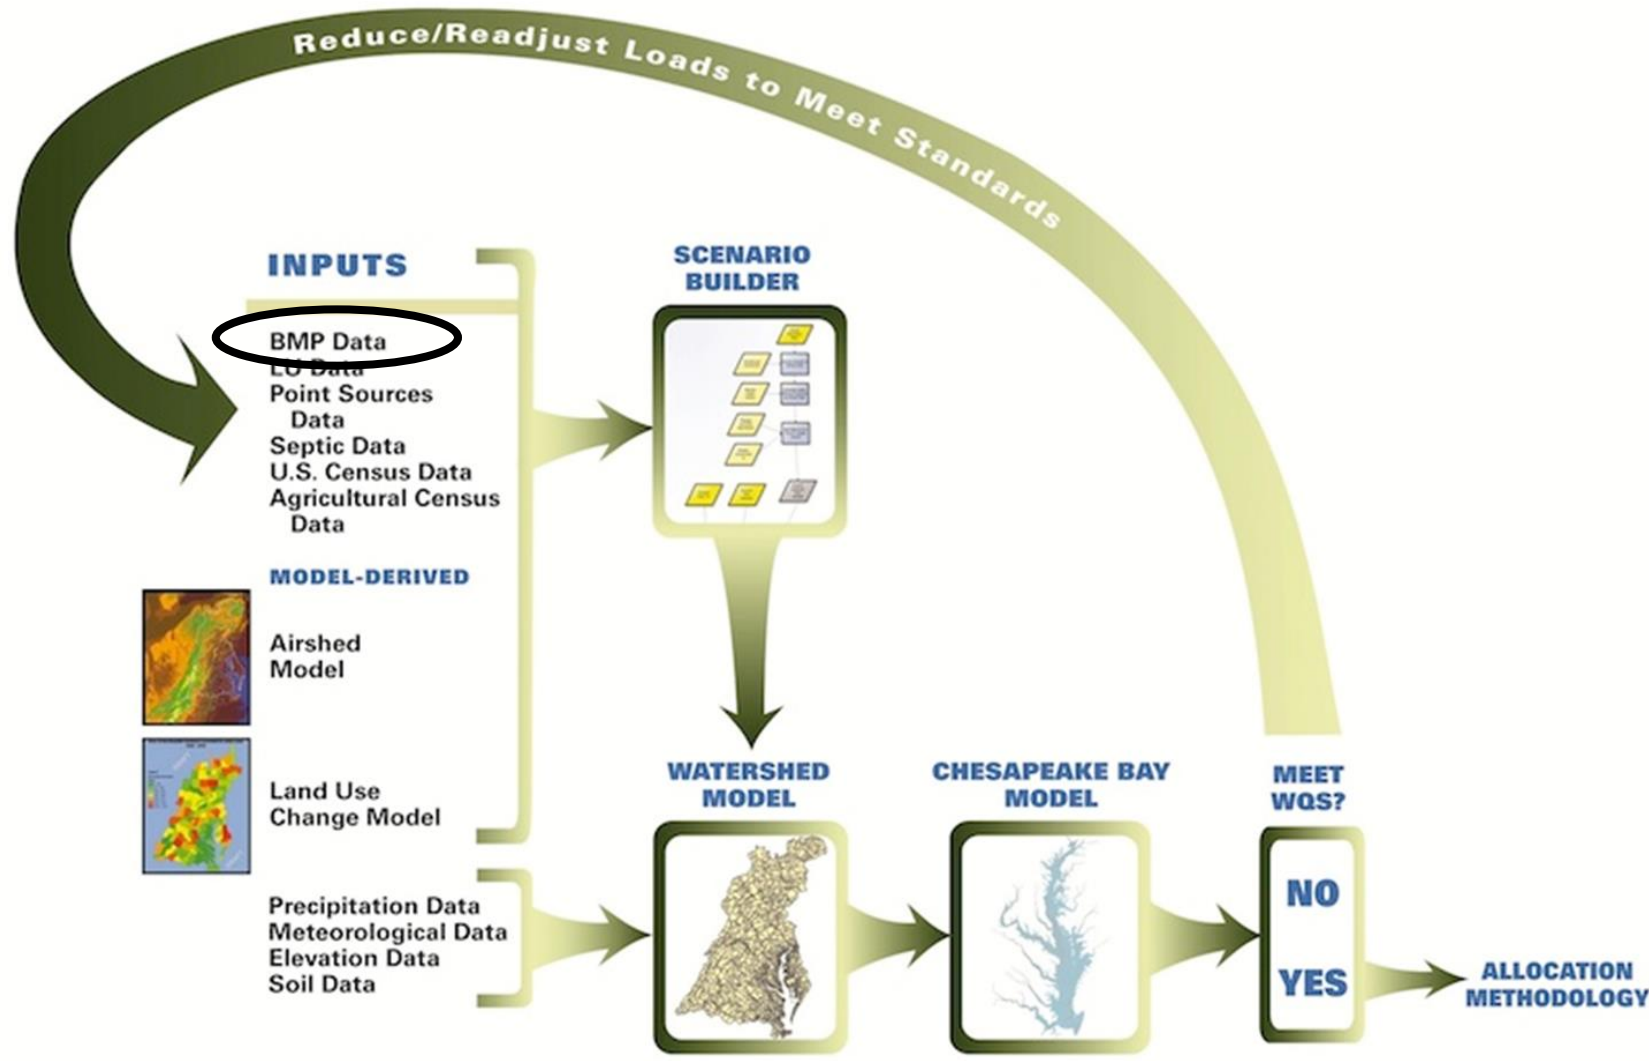 Reduce/Readjust Loads to Meet Standards
INPUTS
BMP Data
LU Data
Point Sources
Data
Septic Data
U.S. Census Data
Agricultural Census
Data
MODEL-DERIVED
Airshed
Model
Land Use
Change Model
Precipitation Data
Meteorological Data
Elevation Data
Soil Data
SCENARIO
BUILDER
WATERSHED
MODEL
CHESAPEAKE BAY
MODEL
MEET
WQS?
NO
YES
ALLOCATION
METHODOLOGY